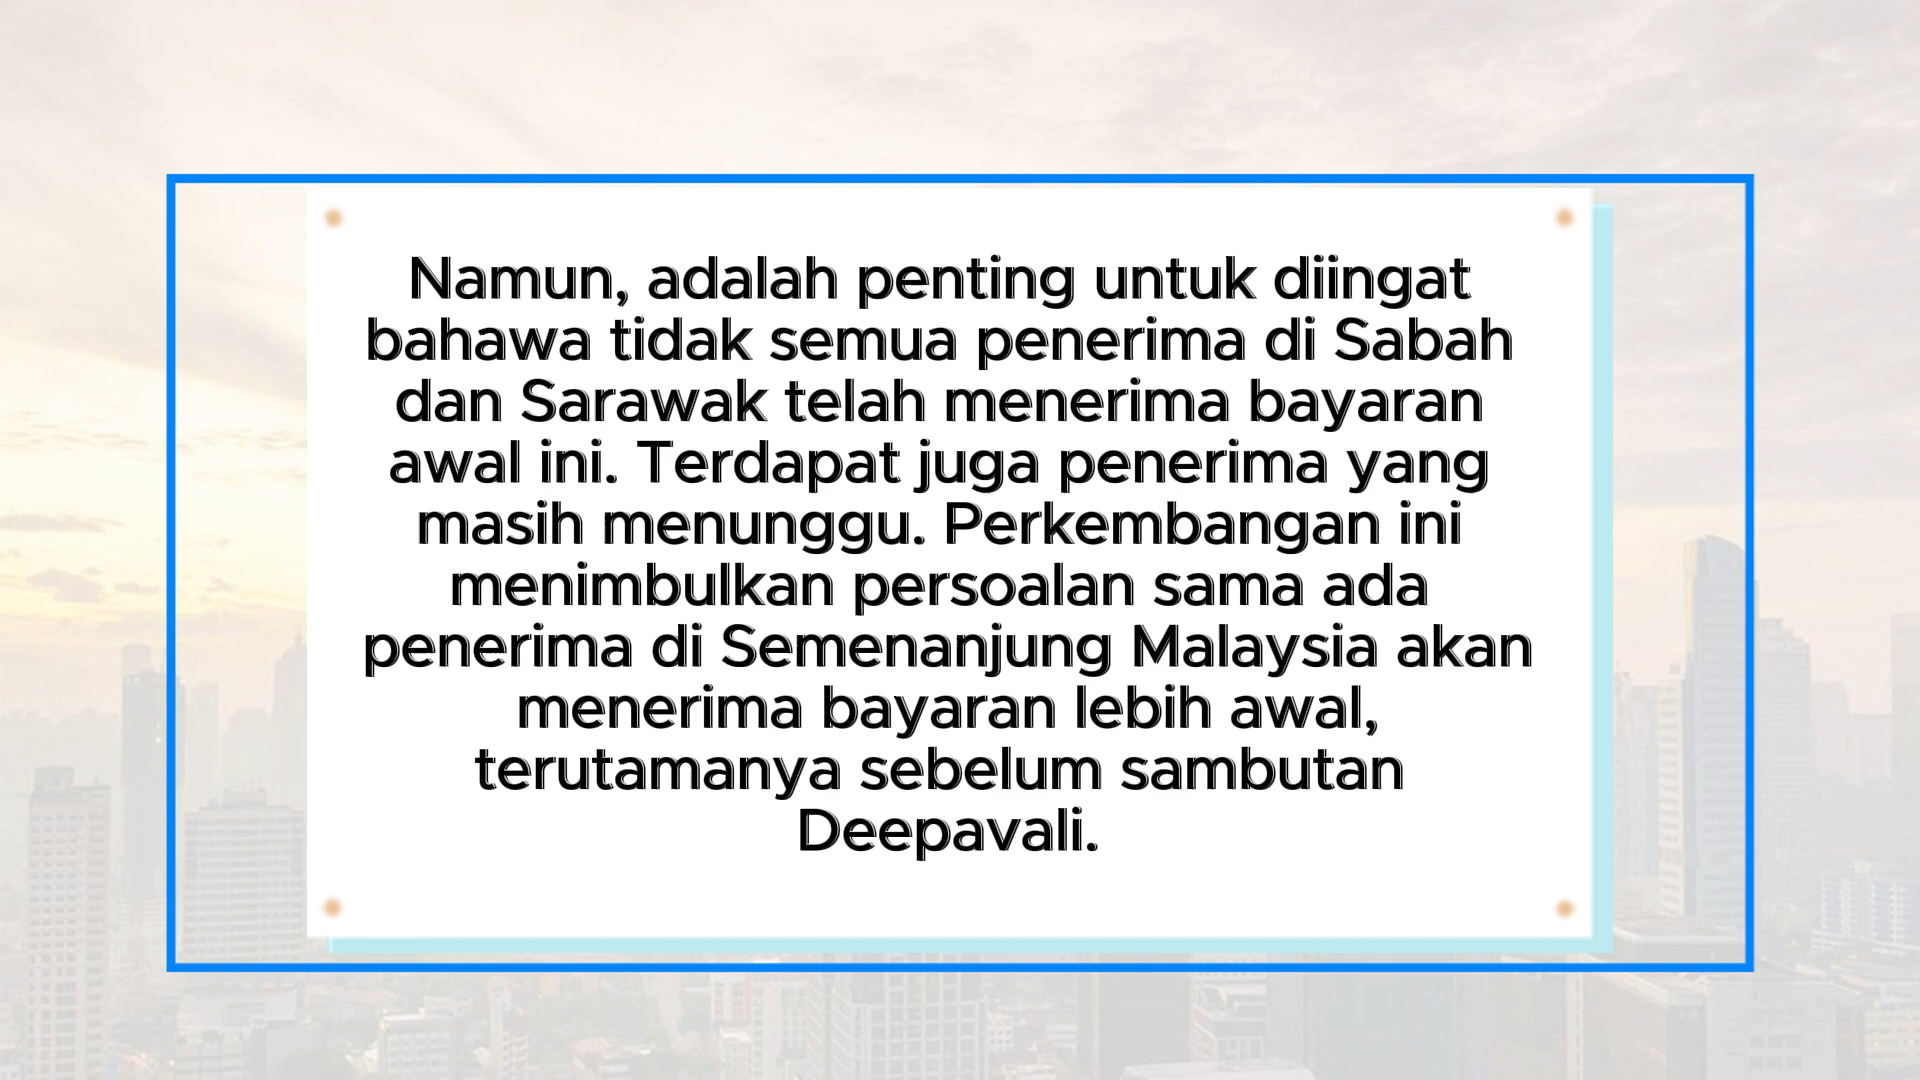 Namun, adalah penting untuk diingat
bahawa tidak semua penerima di Sabah
dan Sarawak telah menerima bayaran
awal ini. Terdapat juga penerima yang
masih menunggu. Perkembangan ini
menimbulkan persoalan sama ada
penerima di Semenanjung Malaysia akan
menerima bayaran lebih awal,
terutamanya sebelum sambutan
Deepavali.